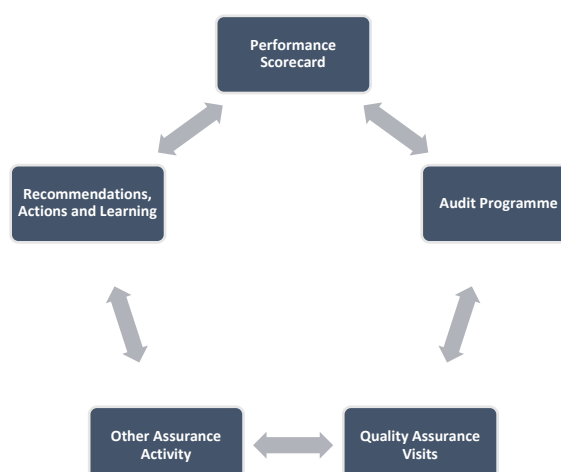 Performance
Scorecard
Recommendations,
Actions and Learning
Audit Programme
Other Assurance
Activity
Quality Assurance
Visits